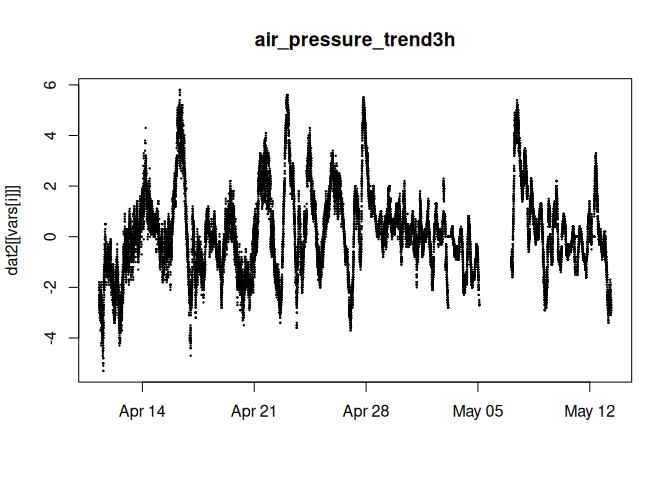 air_pressure_trend3h
dat2[[vars[i]]]
6
4
2
0
-2
-4
Apr 14
Apr 21
Apr 28
May 05
May 12